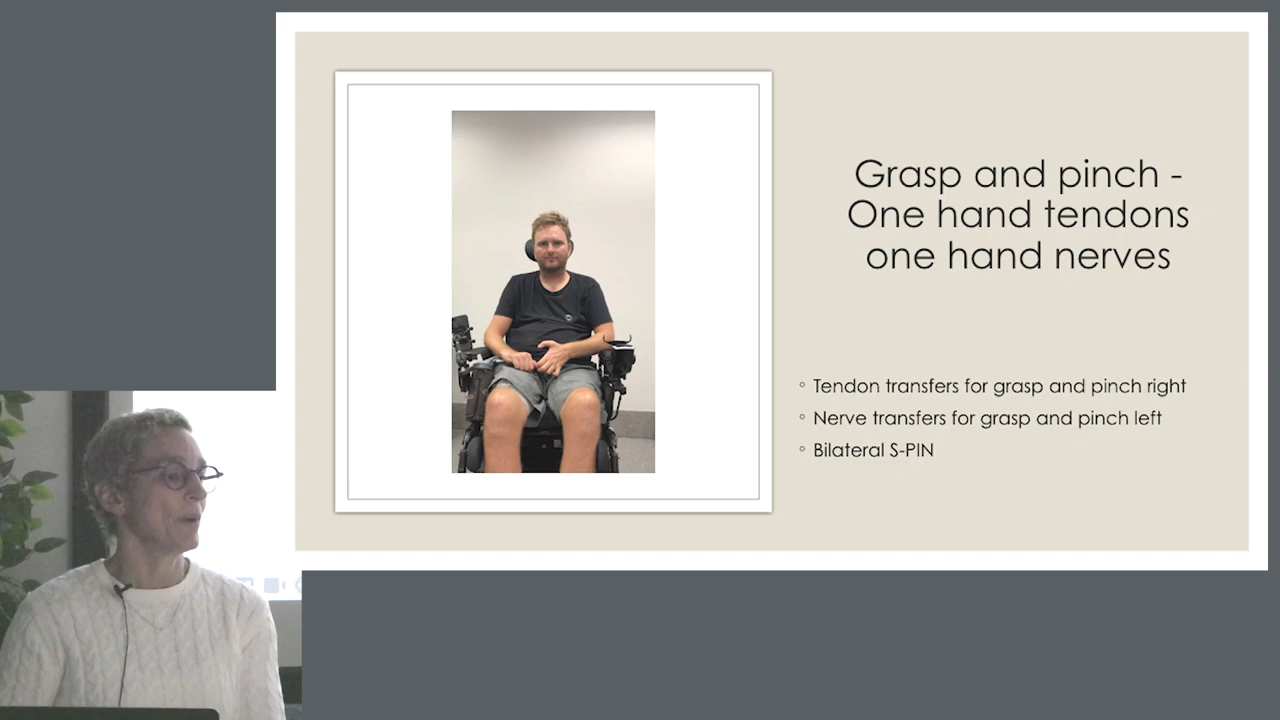 Grasp and pinch -
One hand tendons
one hand nerves
◦ Tendon transfers for grasp and pinch right
◦ Nerve transfers for grasp and pinch left
◦ Bilateral S-PIN